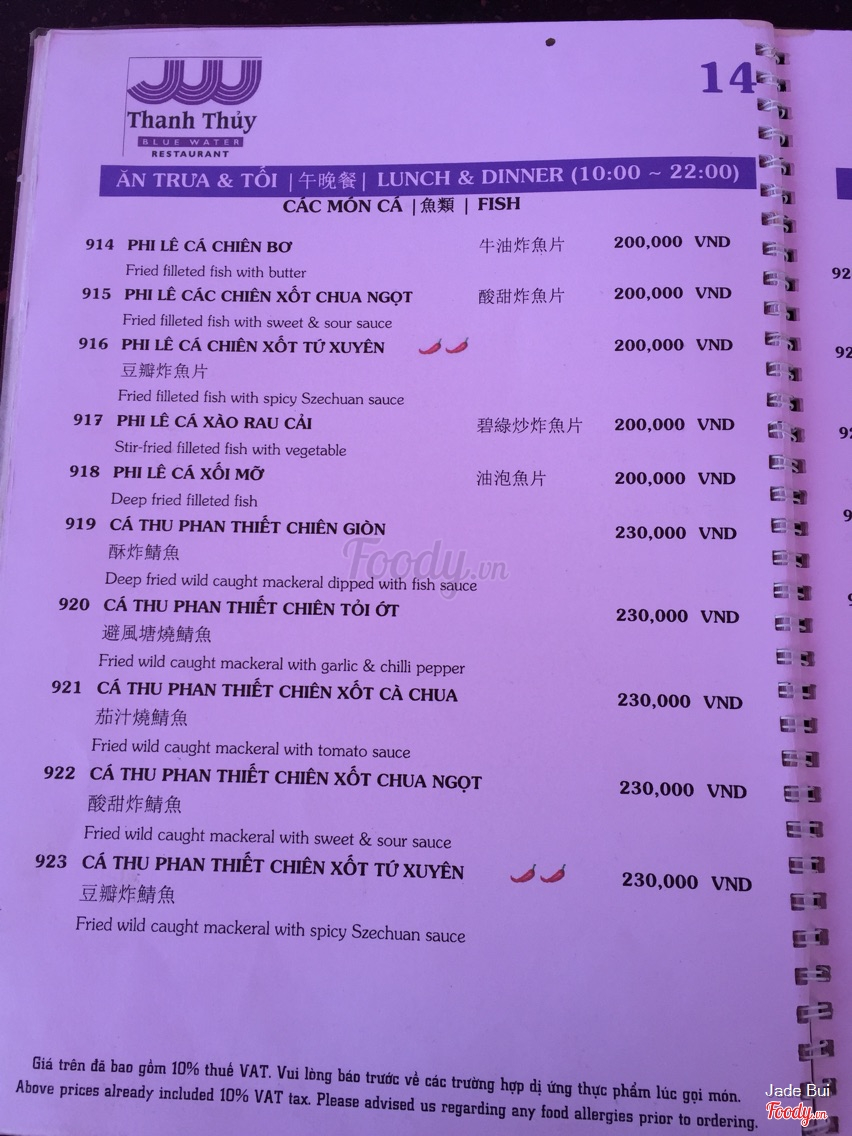 14
Thanh Thủy
BLUE WATER
RESTAURANT
ĂN TRƯA & TỐI | 午晚餐 | LUNCH & DINNER (10:00 ~ 22:00)
CÁC MÓN CÁ | 魚類 | FISH
914 PHI LÊ CÁ CHIÊN BƠ 牛油炸魚片 200,000 VND
Fried filleted fish with butter
915 PHI LÊ CÁC CHIÊN XỐT CHUA NGỌT 酸甜炸魚片 200,000 VND
Fried filleted fish with sweet & sour sauce
916 PHI LÊ CÁ CHIÊN XỐT TỨ XUYÊN 200,000 VND
豆瓣炸魚片
Fried filleted fish with spicy Szechuan sauce
917 PHI LÊ CÁ XÀO RAU CẢI 碧綠炒炸魚片 200,000 VND
Stir-fried filleted fish with vegetable
918 PHI LÊ CÁ XỐI MỠ 油泡魚片 200,000 VND
Deep fried filleted fish
919 CÁ THU PHAN THIẾT CHIÊN GIÒN 230,000 VND
酥炸鯖魚
Deep fried wild caught mackeral dipped with fish sauce
920 CÁ THU PHAN THIẾT CHIÊN TỎI ỚT 230,000 VND
避風塘燒鯖魚
Fried wild caught mackeral with garlic & chilli pepper
921 CÁ THU PHAN THIẾT CHIÊN XỐT CÀ CHUA 230,000 VND
茄汁燒鯖魚
Fried wild caught mackeral with tomato sauce
922 CÁ THU PHAN THIẾT CHIÊN XỐT CHUA NGỌT 230,000 VND
酸甜炸鯖魚
Fried wild caught mackeral with sweet & sour sauce
923 CÁ THU PHAN THIẾT CHIÊN XỐT TỨ XUYÊN 230,000 VND
豆瓣炸鯖魚
Fried wild caught mackeral with spicy Szechuan sauce
Giá trên đã bao gồm 10% thuế VAT. Vui lòng báo trước về các trường hợp dị ứng thực phẩm lúc gọi món.
Above prices already included 10% VAT tax. Please advised us regarding any food allergies prior to ordering.
Foody.vn
Jade Bui
Foody.vn